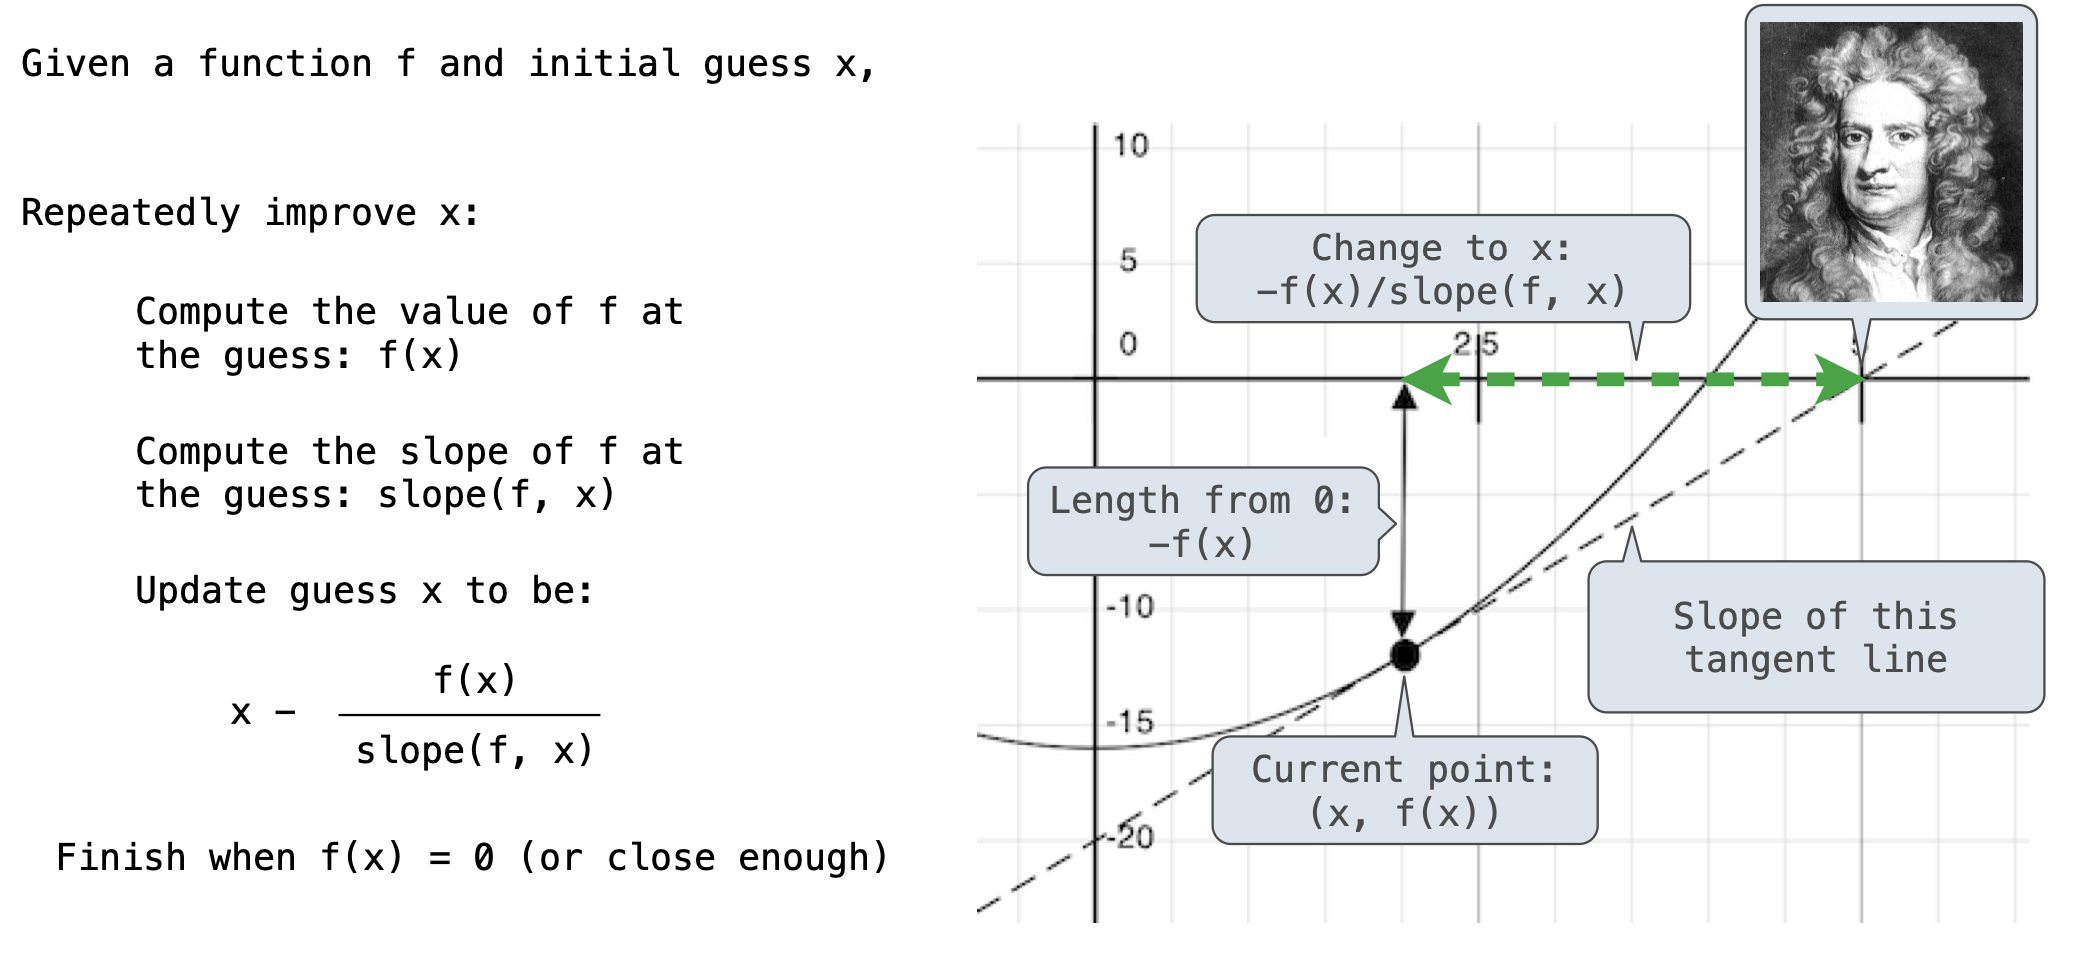 Given a function f and initial guess x,
Repeatedly improve x:
Compute the value of f at
the guess: f(x)
Compute the slope of f at
the guess: slope(f, x)
Update guess x to be:
x −
f(x)
slope(f, x)
Finish when f(x) = 0 (or close enough)
10
5
0
2.5
5
-10
-15
-20
Change to x:
−f(x)/slope(f, x)
Length from 0:
−f(x)
Slope of this
tangent line
Current point:
(x, f(x))